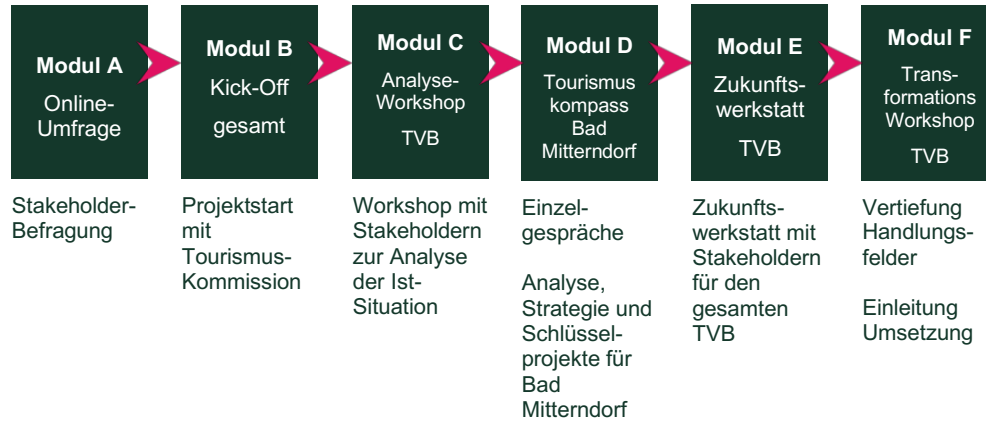 Modul A
Online-
Umfrage
Modul B
Kick-Off
gesamt
Modul C
Analyse-
Workshop
TVB
Modul D
Tourismus
kompass
Bad
Mitterndorf
Modul E
Zukunfts-
werkstatt
TVB
Modul F
Trans-
formations
Workshop
TVB
Stakeholder-
Befragung
Projektstart
mit
Tourismus-
Kommission
Workshop mit
Stakeholdern
zur Analyse
der Ist-
Situation
Einzel-
gespräche
Analyse,
Strategie und
Schlüssel-
projekte für
Bad
Mitterndorf
Zukunfts-
werkstatt mit
Stakeholdern
für den
gesamten
TVB
Vertiefung
Handlungs-
felder
Einleitung
Umsetzung